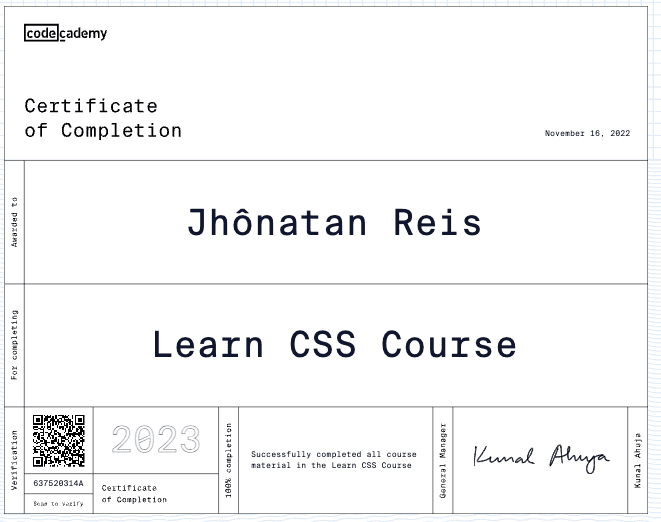 codecademy
Certificate
of Completion
November 16, 2022
Awarded to
Jhônatan Reis
For completing
Learn CSS Course
Verification
637520314A
Scan to verify
2023
Certificate
of Completion
100% completion
Successfully completed all course
material in the Learn CSS Course
General Manager
Kunal Ahuja
Kunal Ahuja